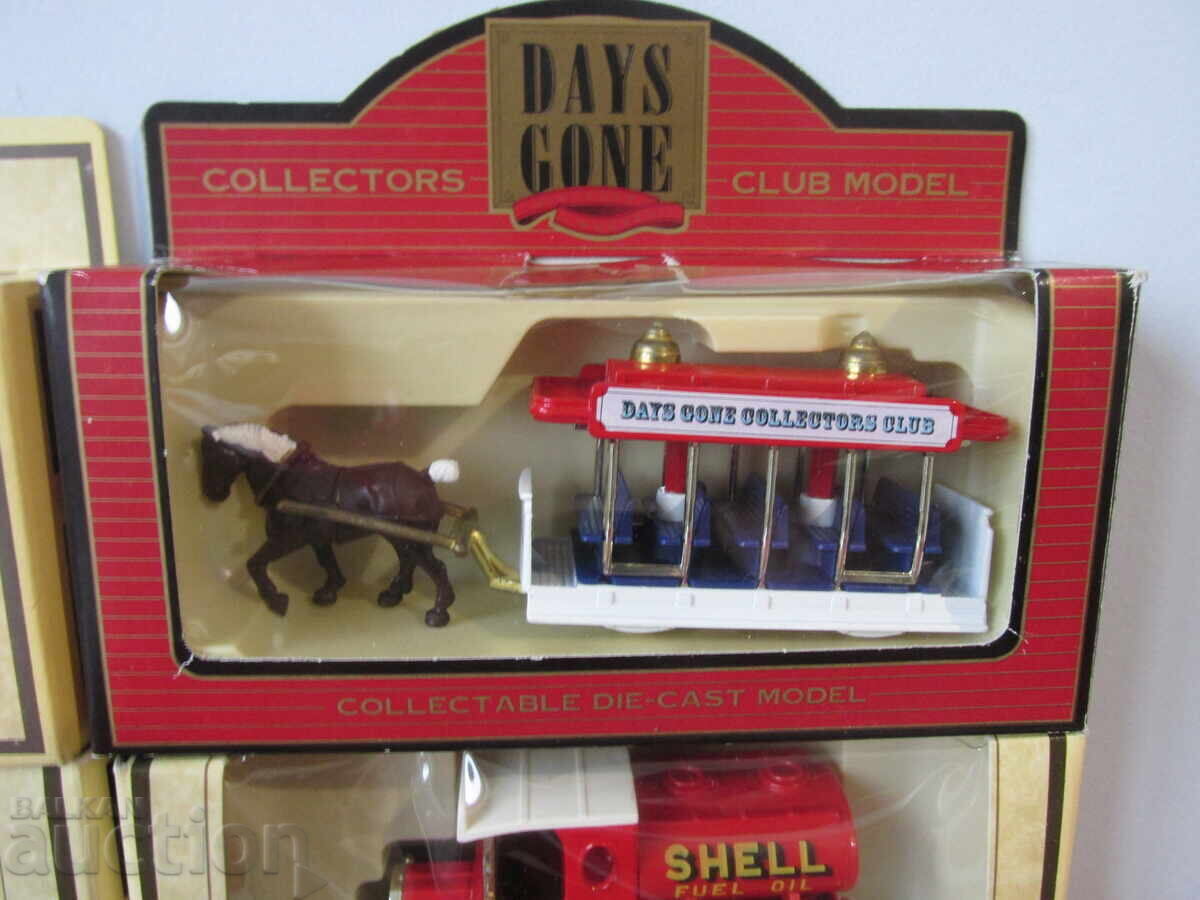 DAYS
GONE
COLLECTORS CLUB MODEL
DAYS GONE COLLECTORS CLUB
COLLECTABLE DIE-CAST MODEL
SHELL
FUEL OIL
BALKAN
auction